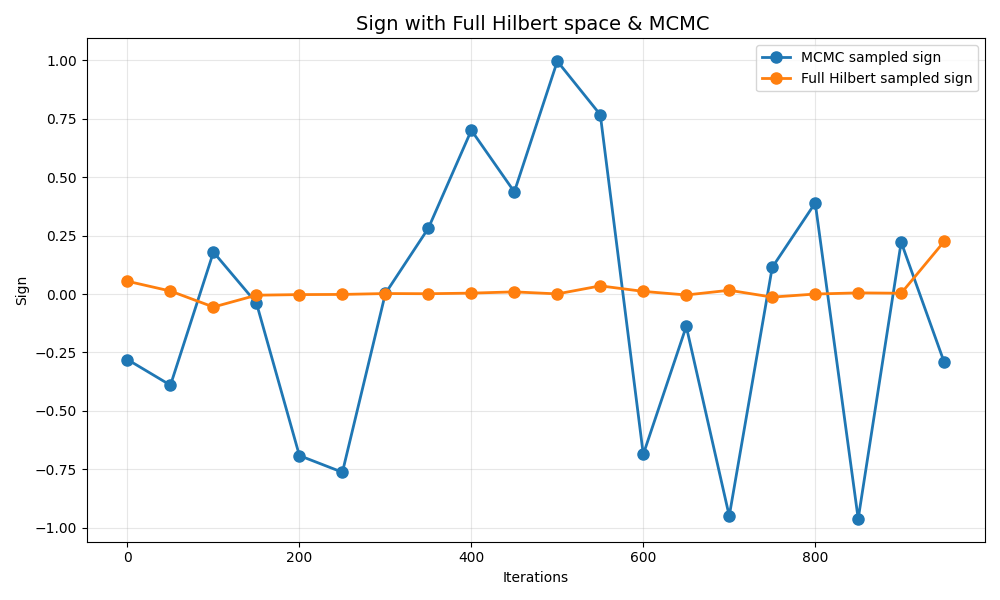 Sign with Full Hilbert space & MCMC
MCMC sampled sign
Full Hilbert sampled sign
1.00
0.75
0.50
0.25
0.00
−0.25
−0.50
−0.75
−1.00
Sign
0 200 400 600 800
Iterations